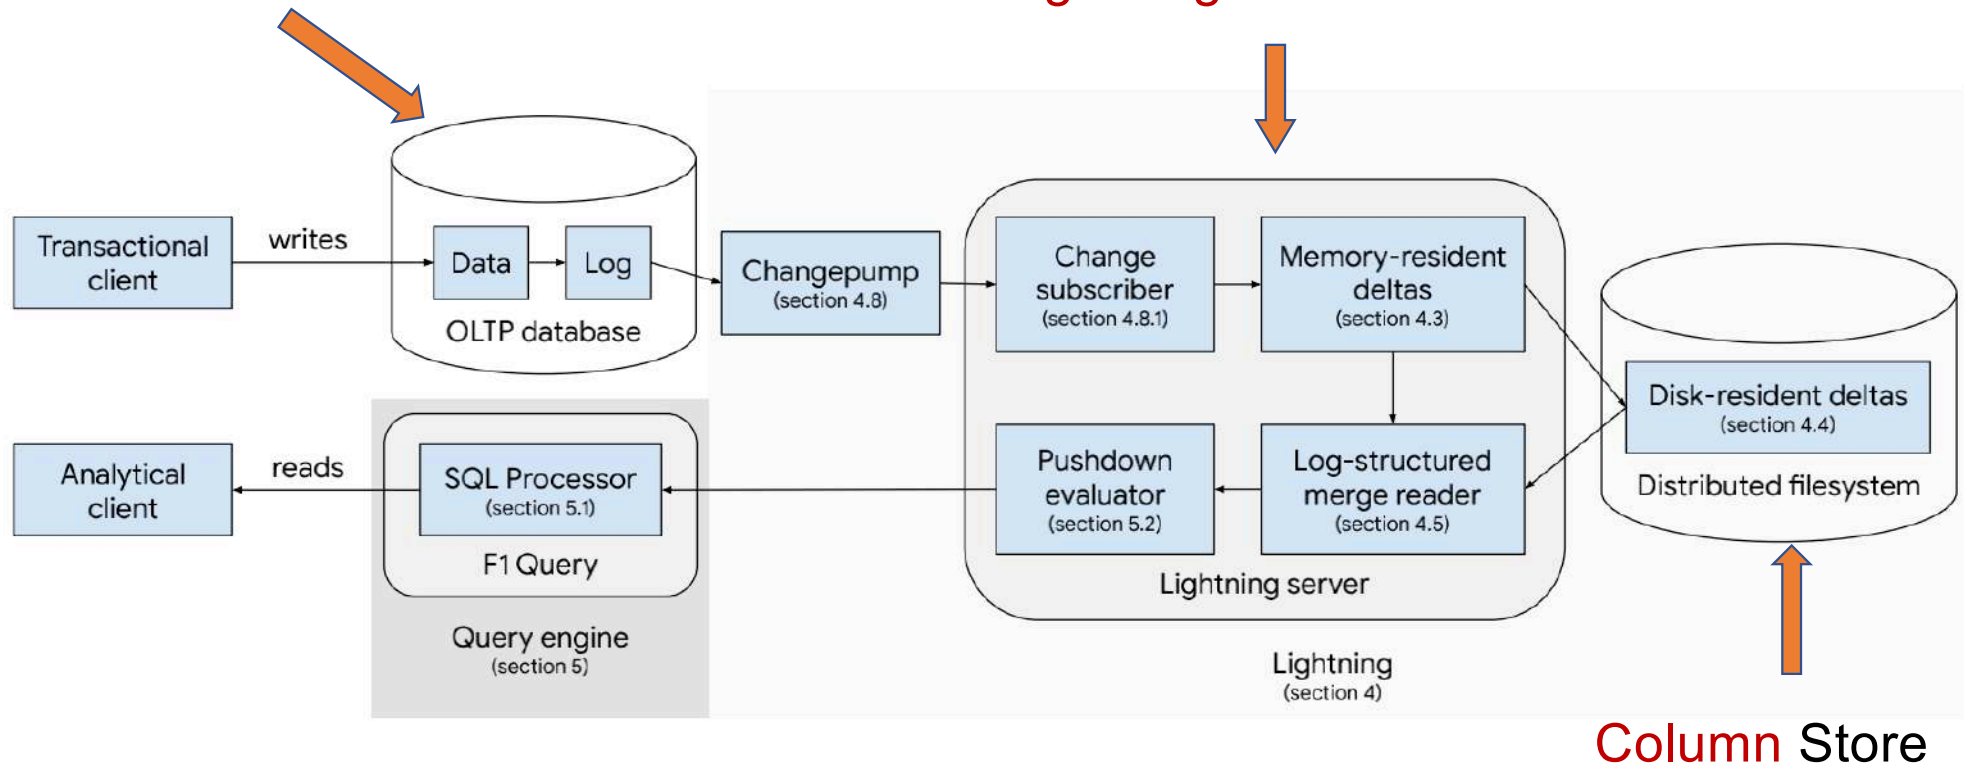 Transactional
client
writes
Data
Log
OLTP database
Changepump
(section 4.8)
Change
subscriber
(section 4.8.1)
Memory-resident
deltas
(section 4.3)
Disk-resident deltas
(section 4.4)
Distributed filesystem
Analytical
client
reads
SQL Processor
(section 5.1)
F1 Query
Query engine
(section 5)
Pushdown
evaluator
(section 5.2)
Log-structured
merge reader
(section 4.5)
Lightning server
Lightning
(section 4)
Column Store